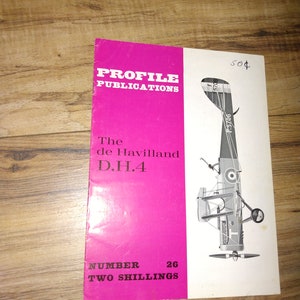 50¢
PROFILE
PUBLICATIONS
The
de Havilland
D.H.4
NUMBER 26
TWO SHILLINGS